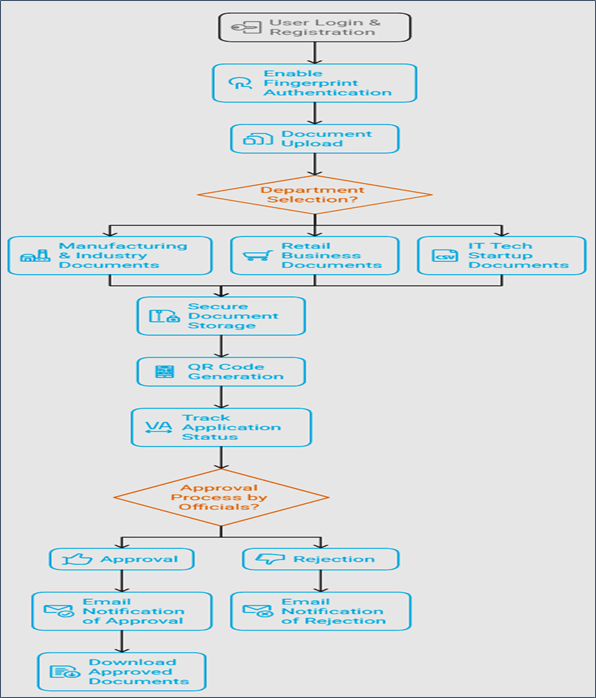 User Login &
Registration
Enable
Fingerprint
Authentication
Document
Upload
Department
Selection?
Manufacturing
& Industry
Documents
Retail
Business
Documents
CSV
IT Tech
Startup
Documents
Secure
Document
Storage
QR Code
Generation
VA
Track
Application
Status
Approval
Process by
Officials?
Approval
Rejection
Email
Notification
of Approval
Email
Notification
of Rejection
Download
Approved
Documents